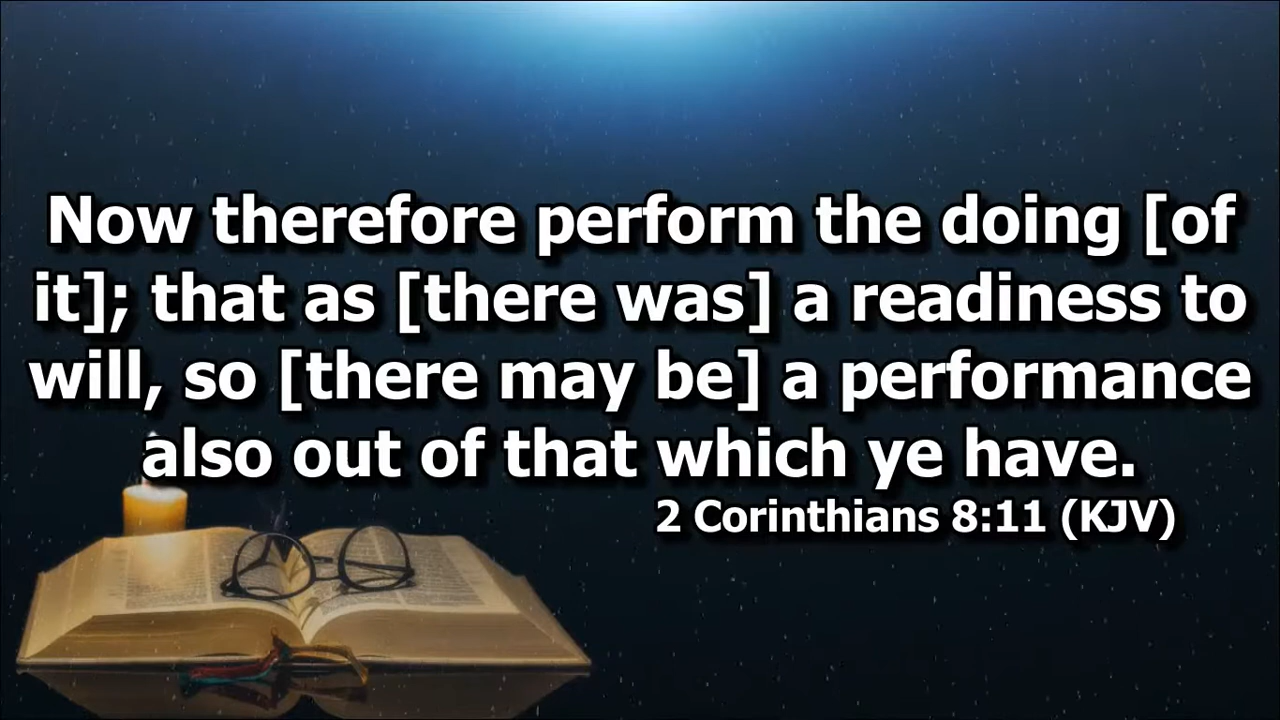 Now therefore perform the doing [of
it]; that as [there was] a readiness to
will, so [there may be] a performance
also out of that which ye have.
2 Corinthians 8:11 (KJV)